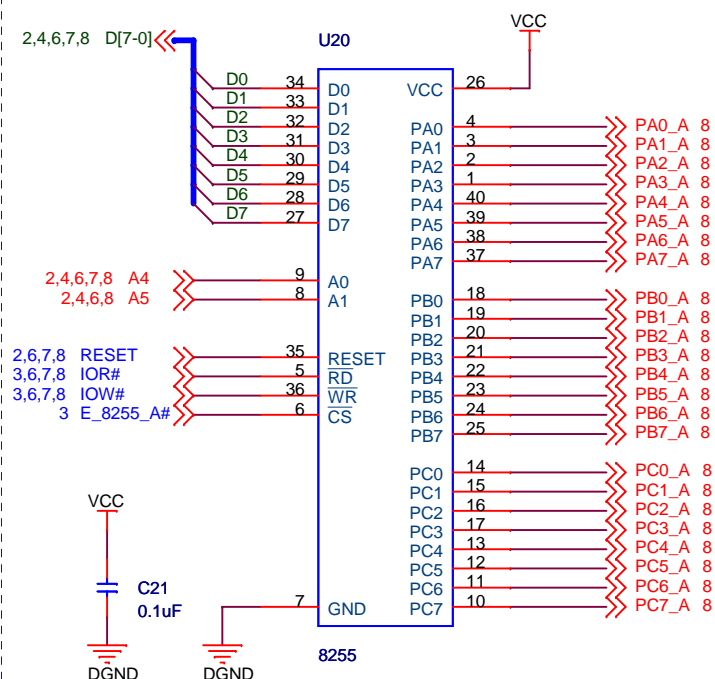 VCC
2,4,6,7,8 D[7-0]
U20
D0 34 D0 VCC 26
D1 33 D1
D2 32 D2 PA0 4 PA0_A 8
D3 31 D3 PA1 3 PA1_A 8
D4 30 D4 PA2 2 PA2_A 8
D5 29 D5 PA3 1 PA3_A 8
D6 28 D6 PA4 40 PA4_A 8
D7 27 D7 PA5 39 PA5_A 8
PA6 38 PA6_A 8
PA7 37 PA7_A 8
2,4,6,7,8 A4 9 A0
2,4,6,8 A5 8 A1
PB0 18 PB0_A 8
PB1 19 PB1_A 8
PB2 20 PB2_A 8
2,6,7,8 RESET 35 RESET PB3 21 PB3_A 8
3,6,7,8 IOR# 5 RD PB4 22 PB4_A 8
3,6,7,8 IOW# 36 WR PB5 23 PB5_A 8
3 E_8255_A# 6 CS PB6 24 PB6_A 8
PB7 25 PB7_A 8
PC0 14 PC0_A 8
PC1 15 PC1_A 8
PC2 16 PC2_A 8
PC3 17 PC3_A 8
PC4 13 PC4_A 8
PC5 12 PC5_A 8
PC6 11 PC6_A 8
7 GND PC7 10 PC7_A 8
VCC
C21
0.1uF
DGND
DGND
8255